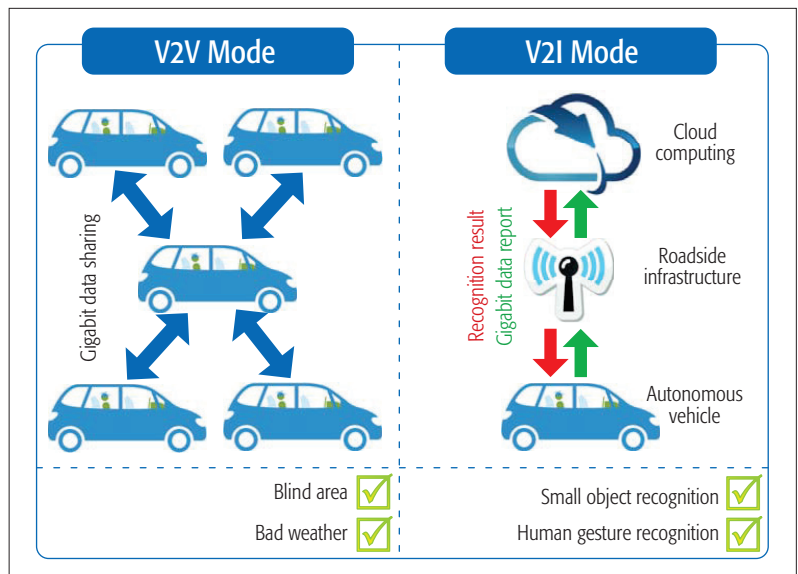 V2V Mode
Gigabit data sharing
Blind area
Bad weather
V2I Mode
Cloud
computing
Recognition result
Gigabit data report
Roadside
infrastructure
Autonomous
vehicle
Small object recognition
Human gesture recognition